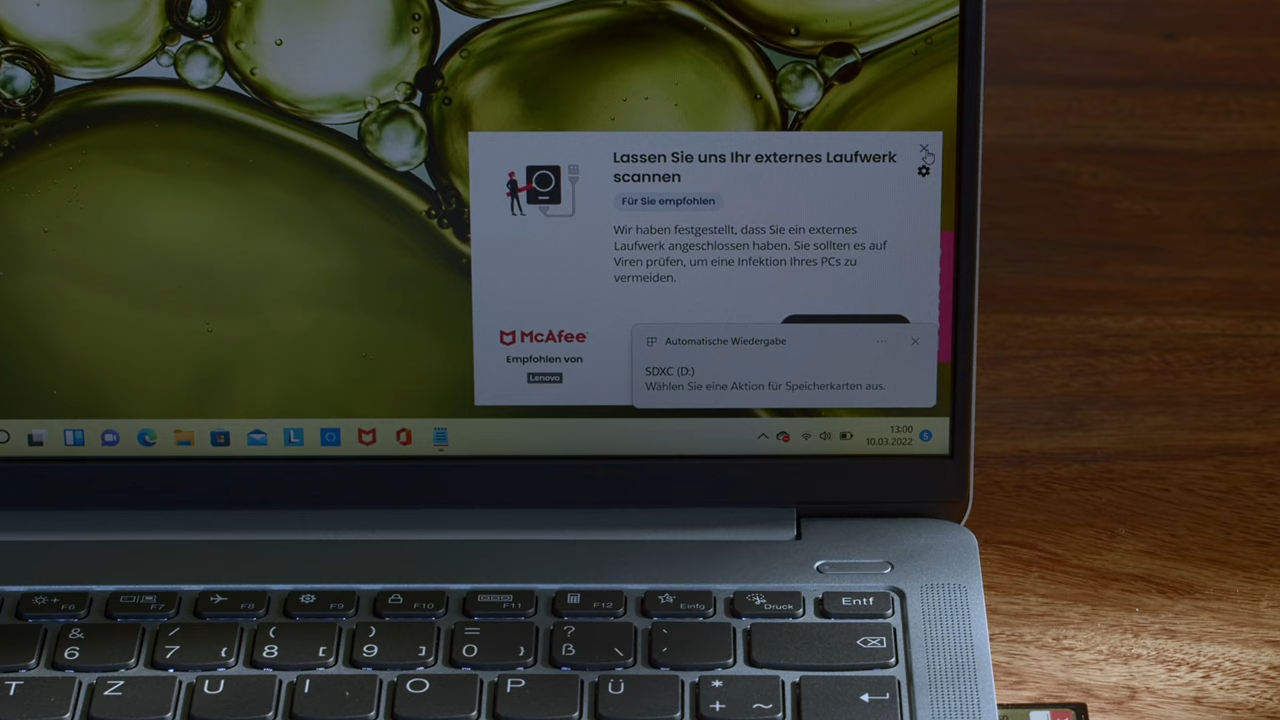 Lassen Sie uns Ihr externes Laufwerk
scannen
Für Sie empfohlen
Wir haben festgestellt, dass Sie ein externes
Laufwerk angeschlossen haben. Sie sollten es auf
Viren prüfen, um eine Infektion Ihres PCs zu
vermeiden.
McAfee
Empfohlen von
Lenovo
Automatische Wiedergabe
SDXC (D:)
Wählen Sie eine Aktion für Speicherkarten aus.
L
13:00
10.03.2022
5
F6 F7 F8 F9 F10 F11 F12 Einfg Druck Entf
& / ( ) = ? `
6 7 { 8 [ 9 ] 0 } ß \ ´
T Z U I O P Ü * + ~